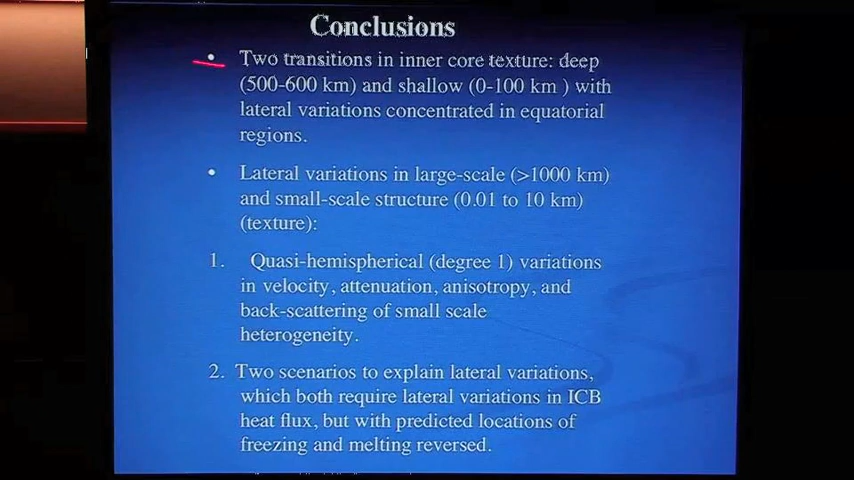 Conclusions
• Two transitions in inner core texture: deep
(500-600 km) and shallow (0-100 km ) with
lateral variations concentrated in equatorial
regions.
• Lateral variations in large-scale (>1000 km)
and small-scale structure (0.01 to 10 km)
(texture):
1. Quasi-hemispherical (degree 1) variations
in velocity, attenuation, anisotropy, and
back-scattering of small scale
heterogeneity.
2. Two scenarios to explain lateral variations,
which both require lateral variations in ICB
heat flux, but with predicted locations of
freezing and melting reversed.